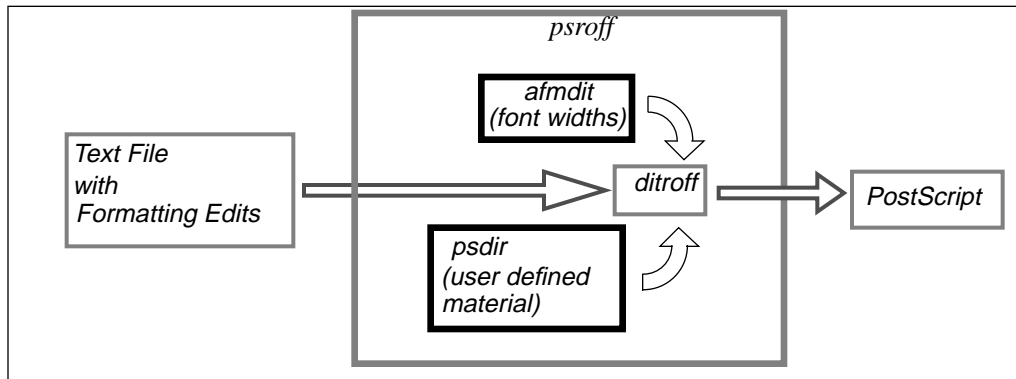 psroff
afmdit
(font widths)
Text File
with
Formatting Edits
ditroff
PostScript
psdir
(user defined
material)